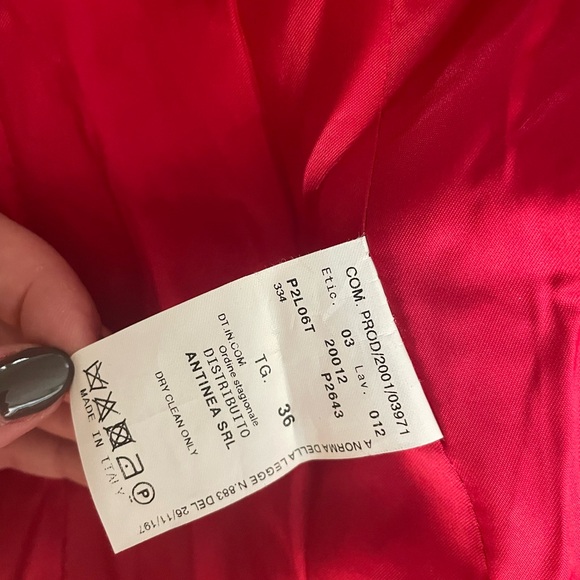 COM. PROD/2001/03971
Etic. 03 Lav. 012
20012
P2L06T P2643
334
TG. 36
DT.IN.COM
Ordine stagionale
DISTRIBUITO
ANTINEA SRL
DRY CLEAN ONLY
P
MADE IN ITALY
A NORMA DELLA LEGGE N.883 DEL 26/11/197